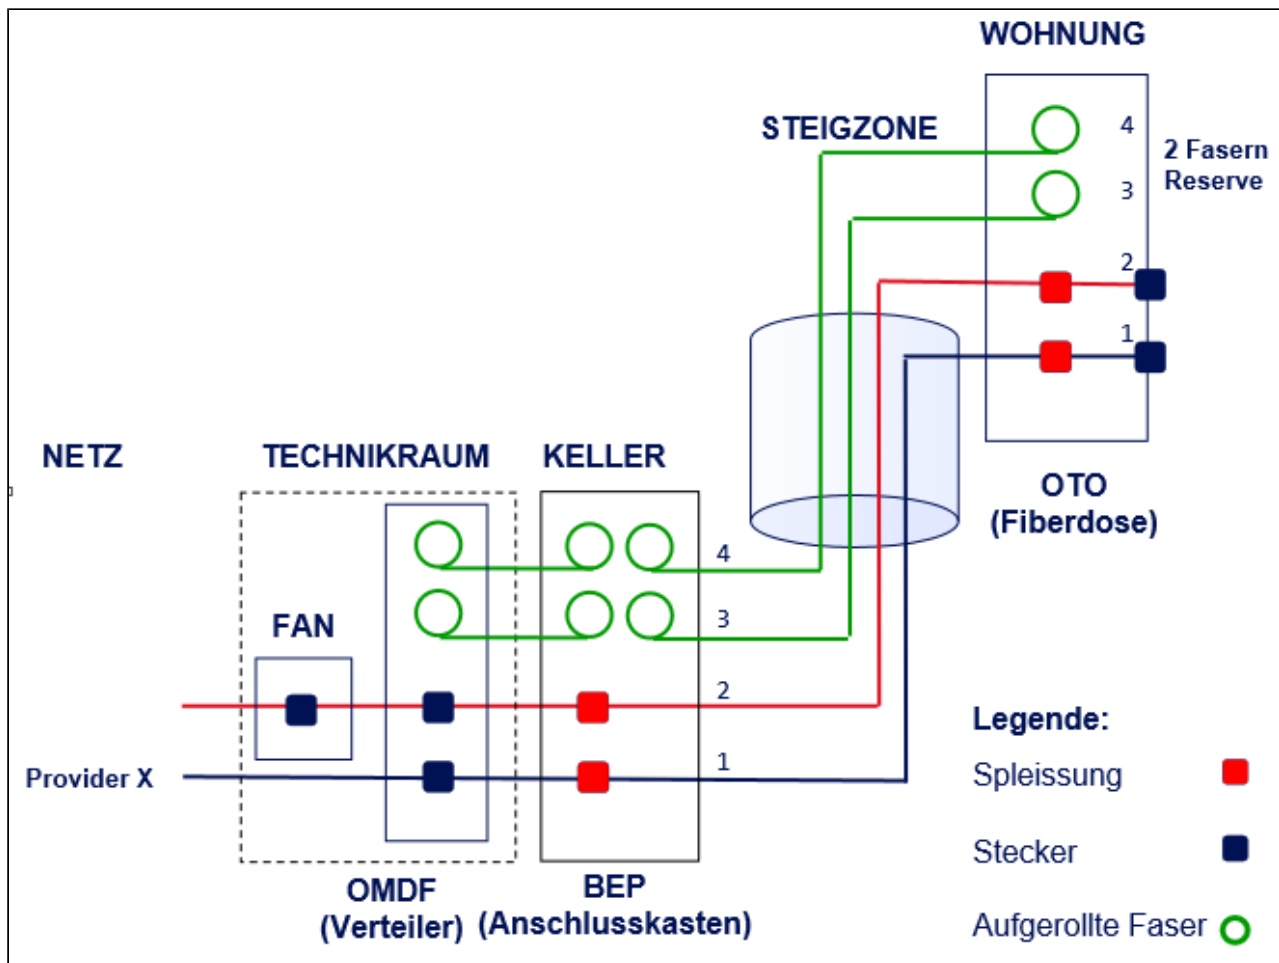 WOHNUNG
STEIGZONE
4
2 Fasern
Reserve
3
2
1
OTO
(Fiberdose)
NETZ
TECHNIKRAUM
KELLER
4
3
FAN
2
1
Provider X
OMDF
(Verteiler)
BEP
(Anschlusskasten)
Legende:
Spleissung
Stecker
Aufgerollte Faser